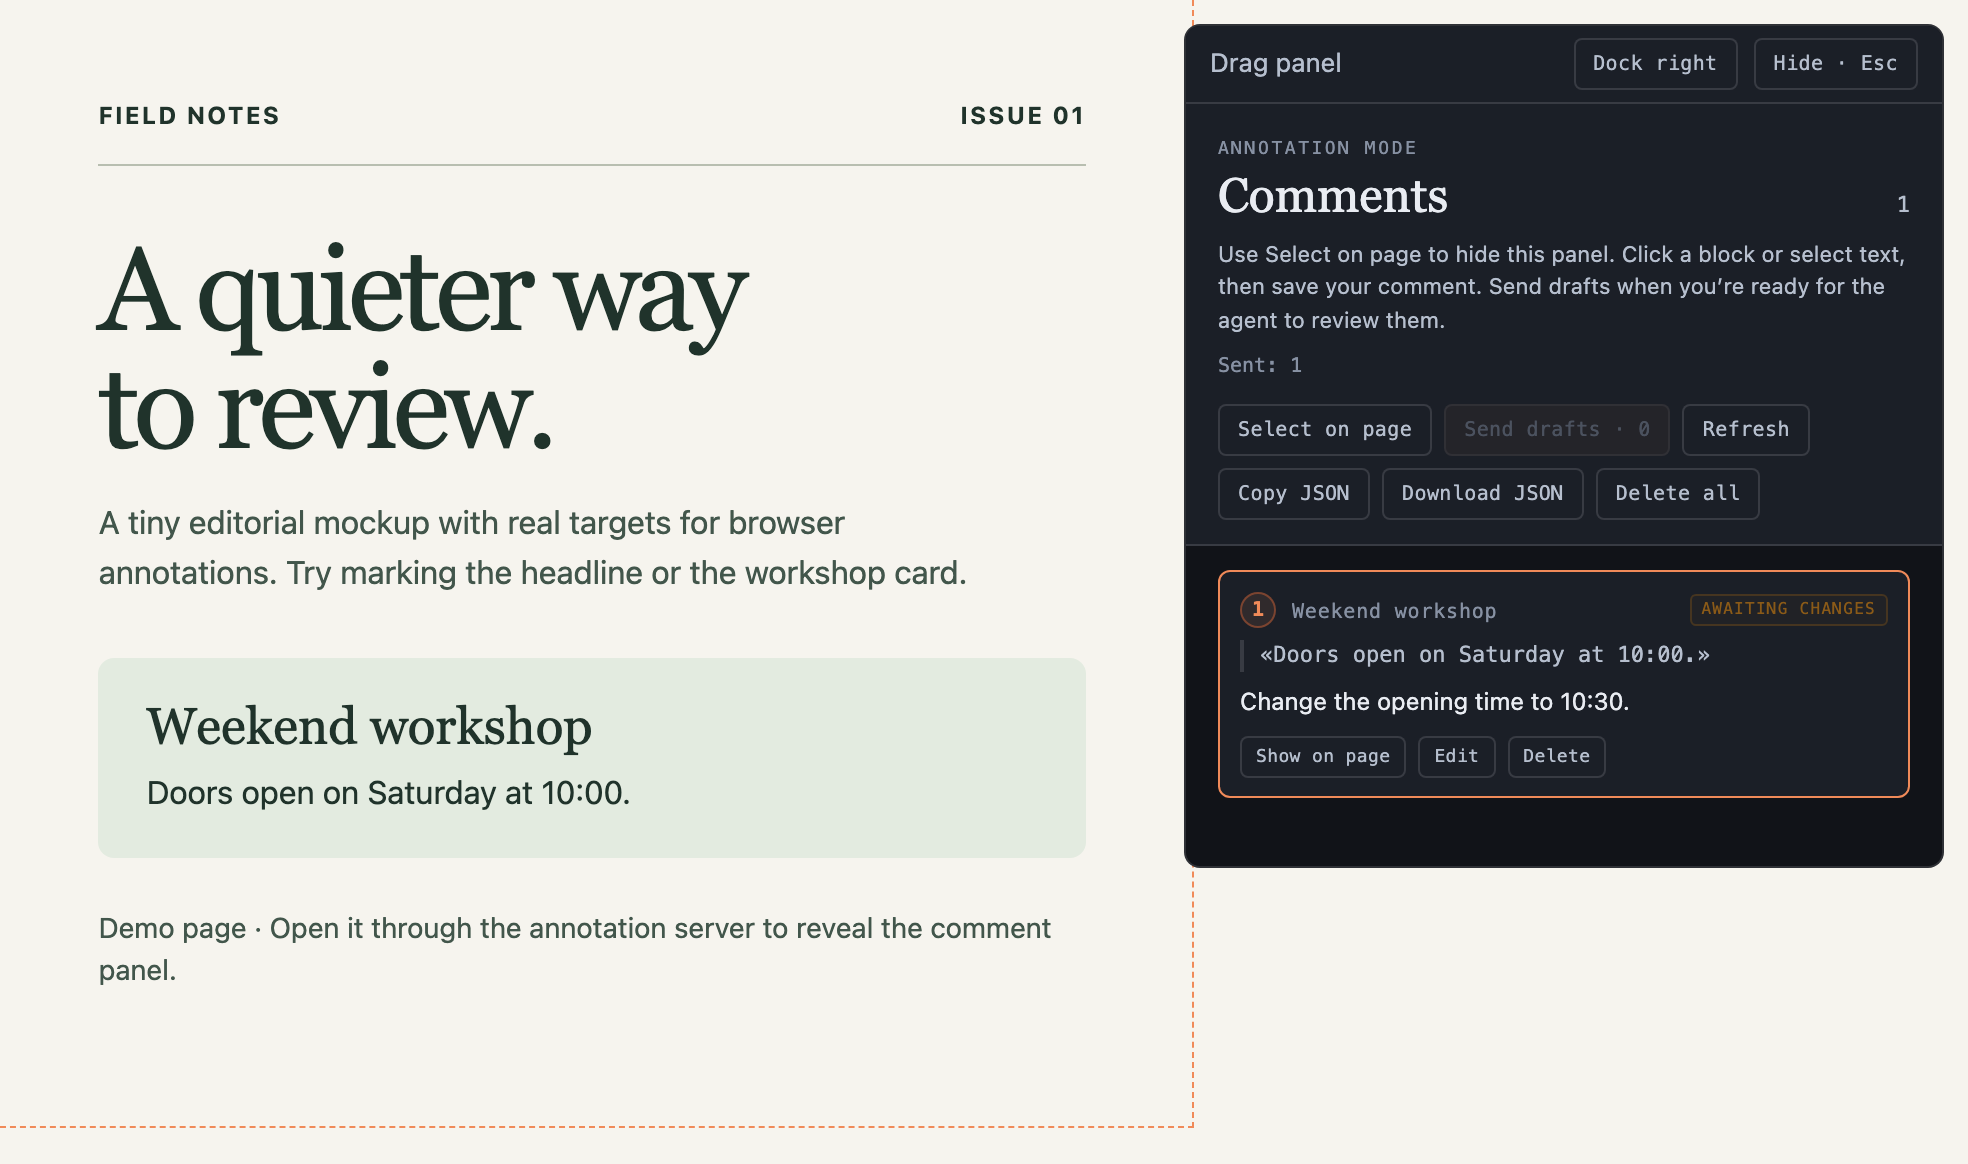 FIELD NOTES
ISSUE 01
A quieter way
to review.
A tiny editorial mockup with real targets for browser
annotations. Try marking the headline or the workshop card.
Weekend workshop
Doors open on Saturday at 10:00.
Demo page · Open it through the annotation server to reveal the comment
panel.
Drag panel
Dock right
Hide · Esc
ANNOTATION MODE
Comments
1
Use Select on page to hide this panel. Click a block or select text,
then save your comment. Send drafts when you’re ready for the
agent to review them.
Sent: 1
Select on page
Send drafts · 0
Refresh
Copy JSON
Download JSON
Delete all
1 Weekend workshop
AWAITING CHANGES
«Doors open on Saturday at 10:00.»
Change the opening time to 10:30.
Show on page
Edit
Delete